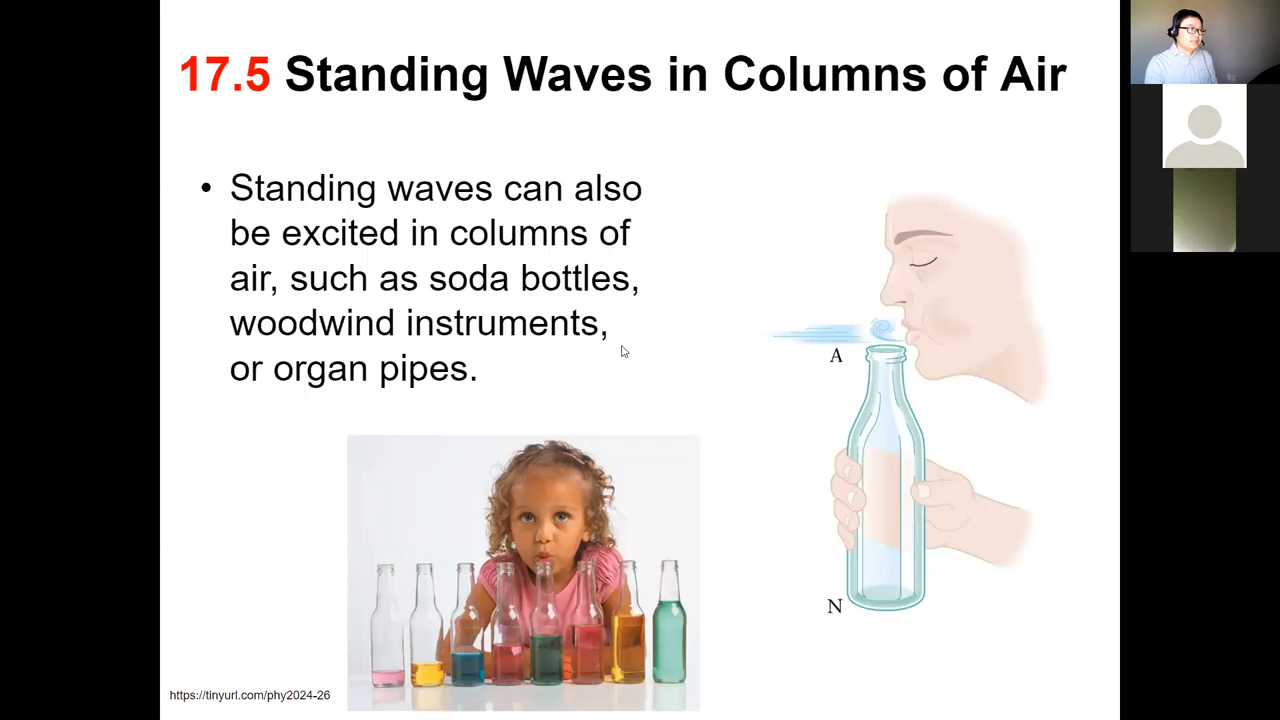 17.5 Standing Waves in Columns of Air
• Standing waves can also
be excited in columns of
air, such as soda bottles,
woodwind instruments,
or organ pipes.
A
N
https://tinyurl.com/phy2024-26